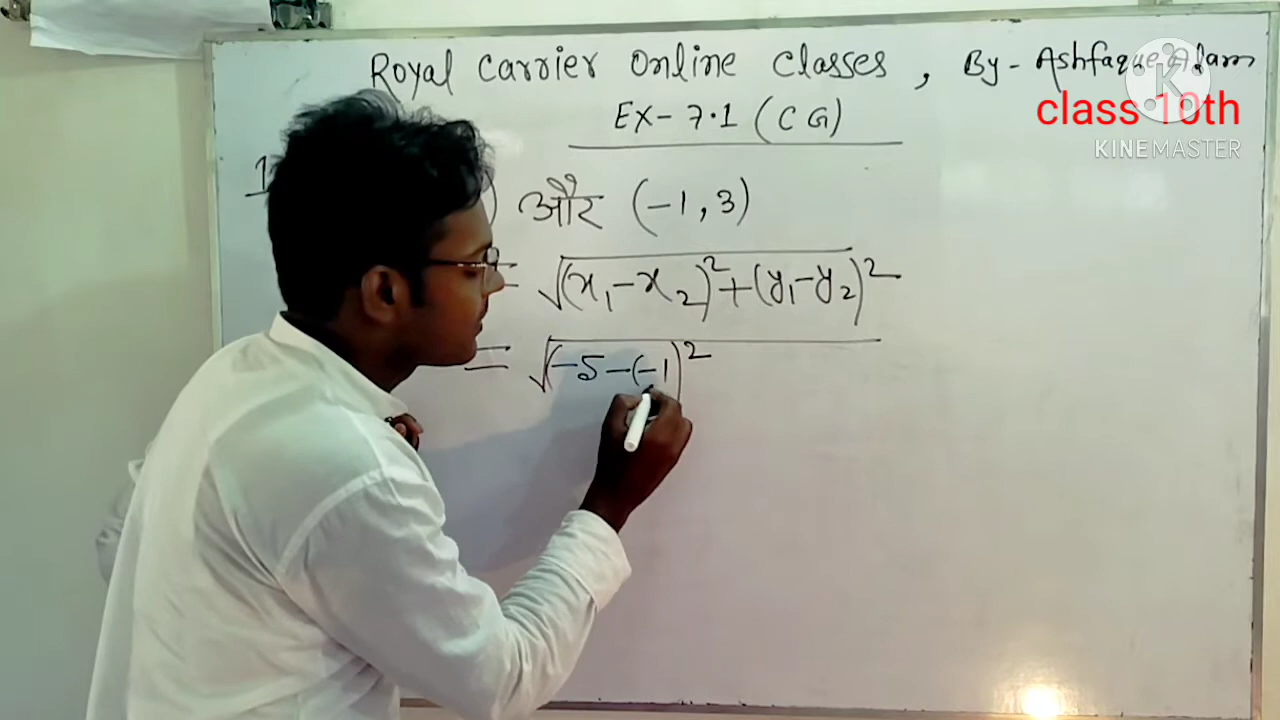 Royal Carrier Online Classes, By - Ashfaque Alam
class 10th
EX-7.1 (CG)
KINEMASTER
1
) और (-1, 3)
= √(x₁-x₂)²+(y₁-y₂)²
= √(-5-(-1)²